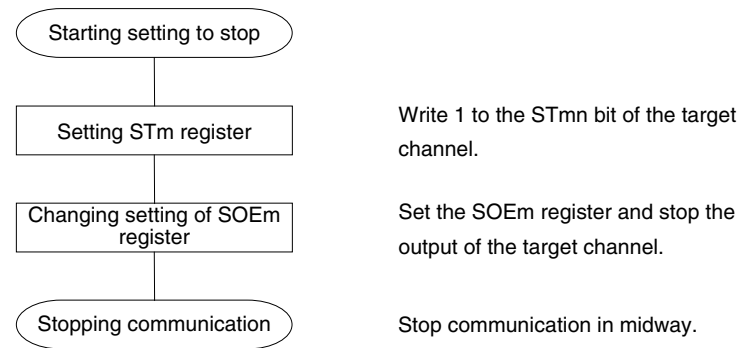 Starting setting to stop
Setting STm register
Write 1 to the STmn bit of the target
channel.
Changing setting of SOEm
register
Set the SOEm register and stop the
output of the target channel.
Stopping communication
Stop communication in midway.